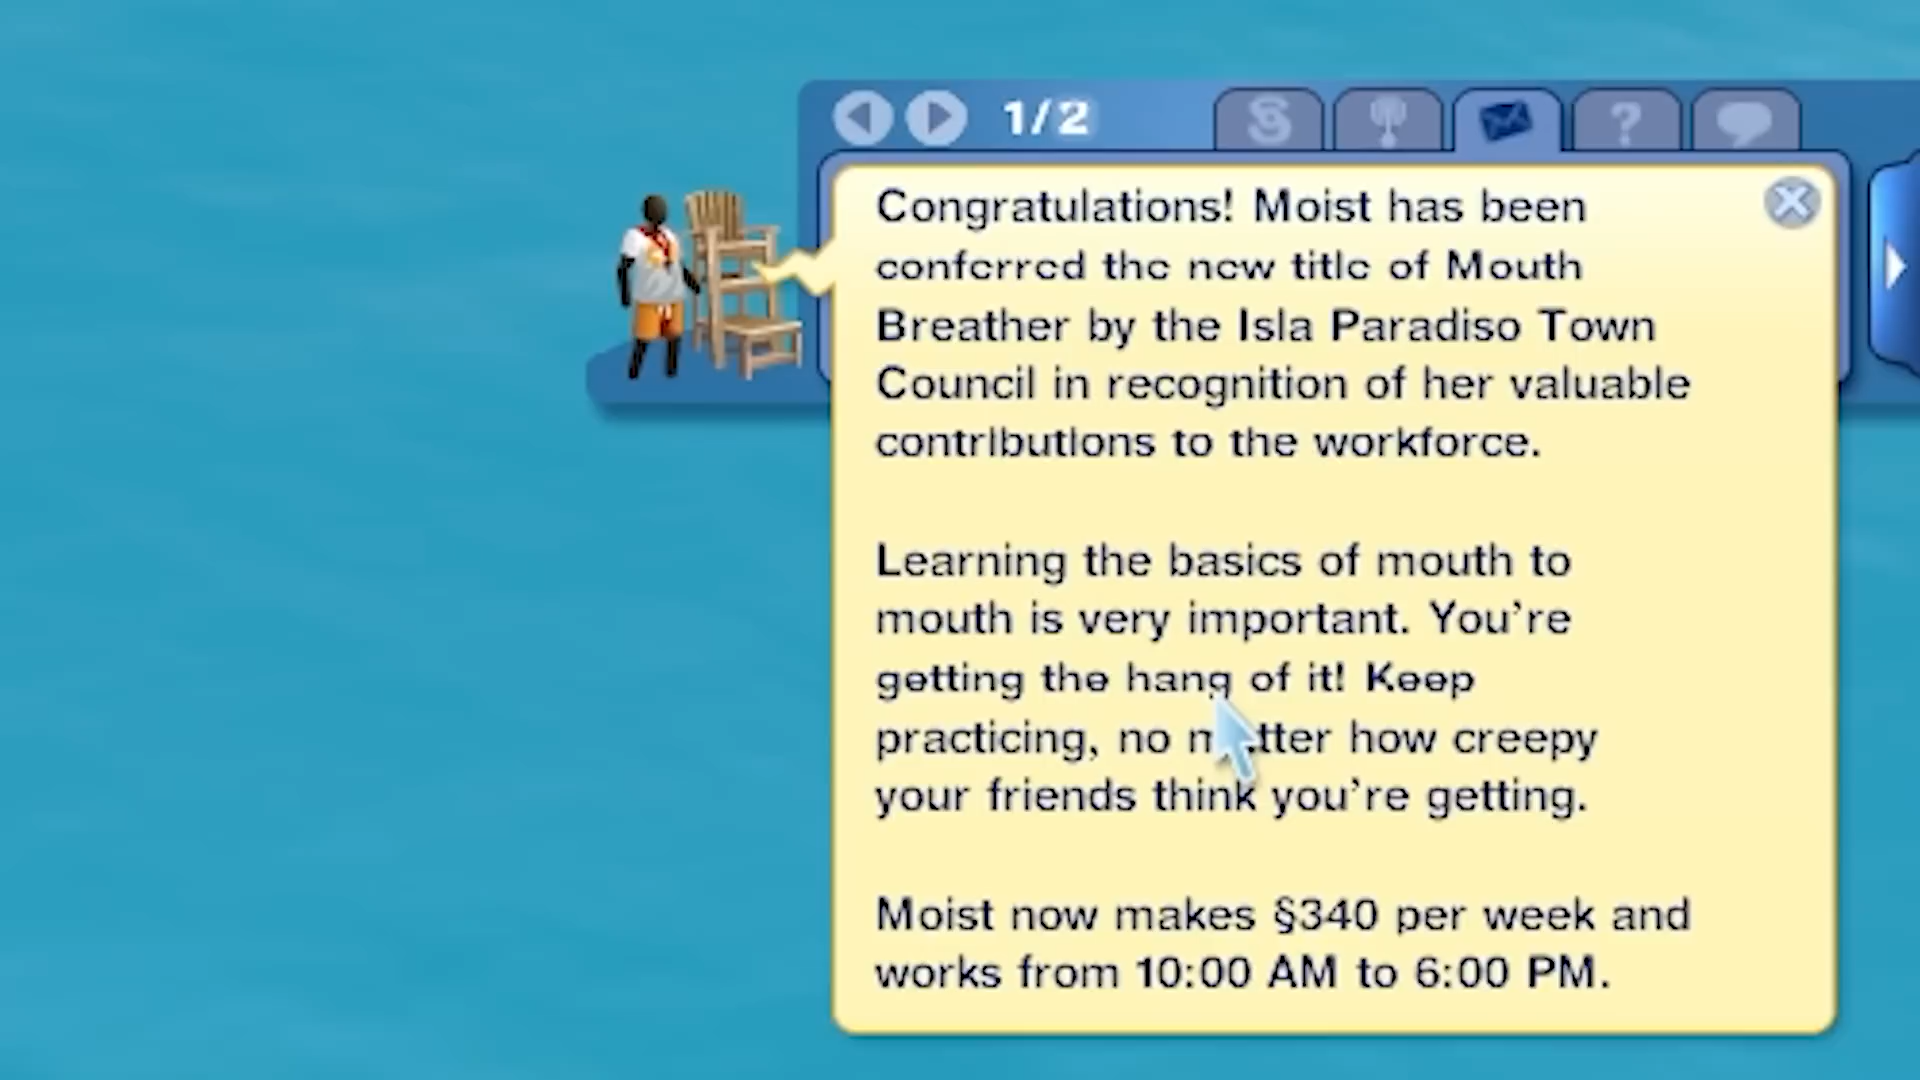 1/2
Congratulations! Moist has been
conferred the new title of Mouth
Breather by the Isla Paradiso Town
Council in recognition of her valuable
contributions to the workforce.
Learning the basics of mouth to
mouth is very important. You're
getting the hang of it! Keep
practicing, no matter how creepy
your friends think you're getting.
Moist now makes §340 per week and
works from 10:00 AM to 6:00 PM.